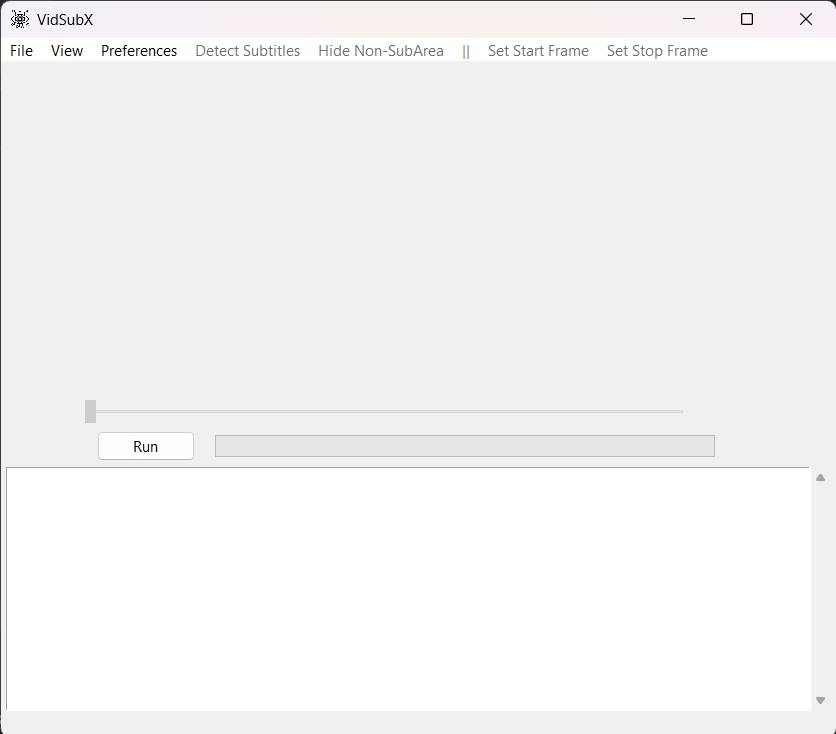 VidSubX
File View Preferences Detect Subtitles Hide Non-SubArea || Set Start Frame Set Stop Frame
Run